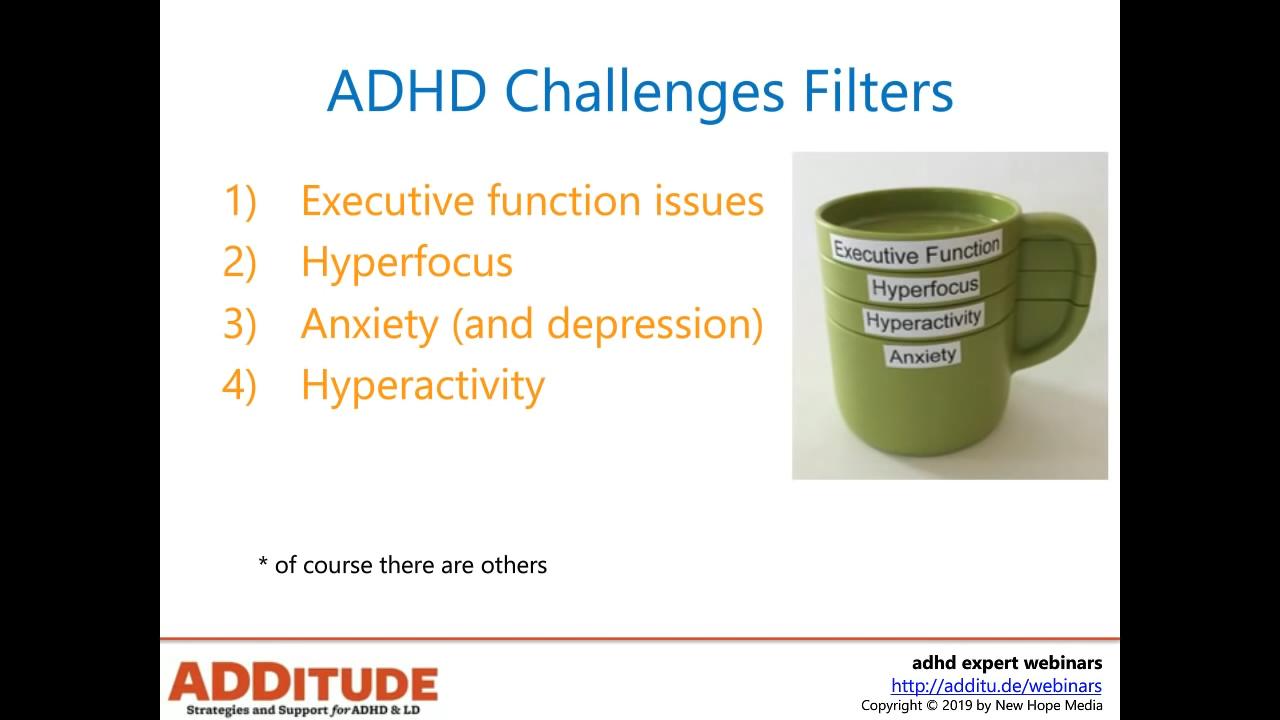 ADHD Challenges Filters
1) Executive function issues
2) Hyperfocus
3) Anxiety (and depression)
4) Hyperactivity
Executive Function
Hyperfocus
Hyperactivity
Anxiety
* of course there are others
ADDITUDE
Strategies and Support for ADHD & LD
adhd expert webinars
http://additu.de/webinars
Copyright © 2019 by New Hope Media